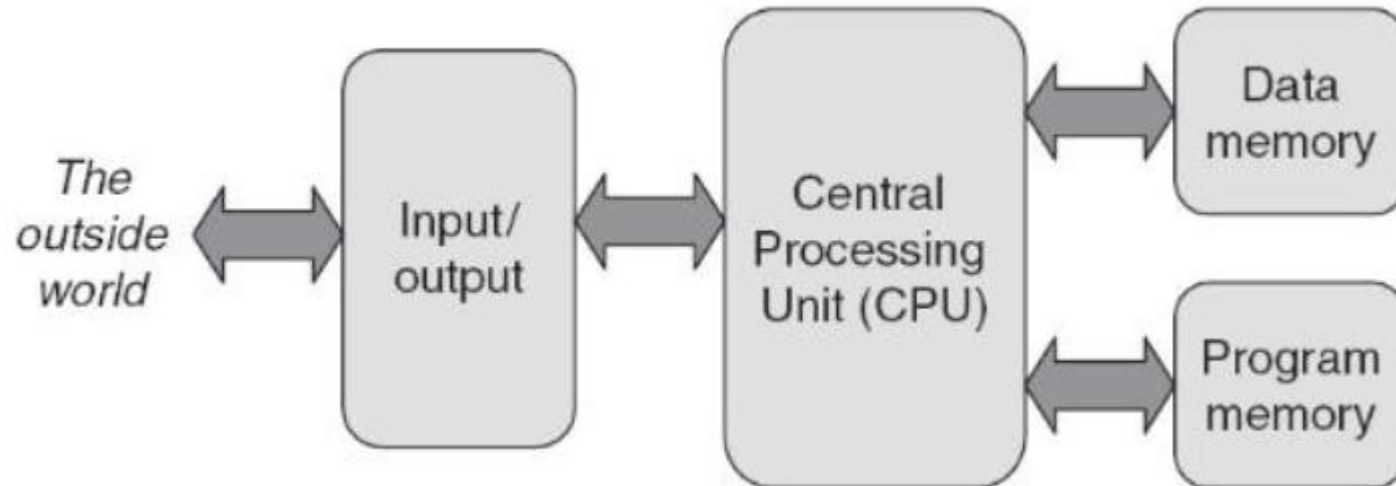 The
outside
world
Input/
output
Central
Processing
Unit (CPU)
Data
memory
Program
memory